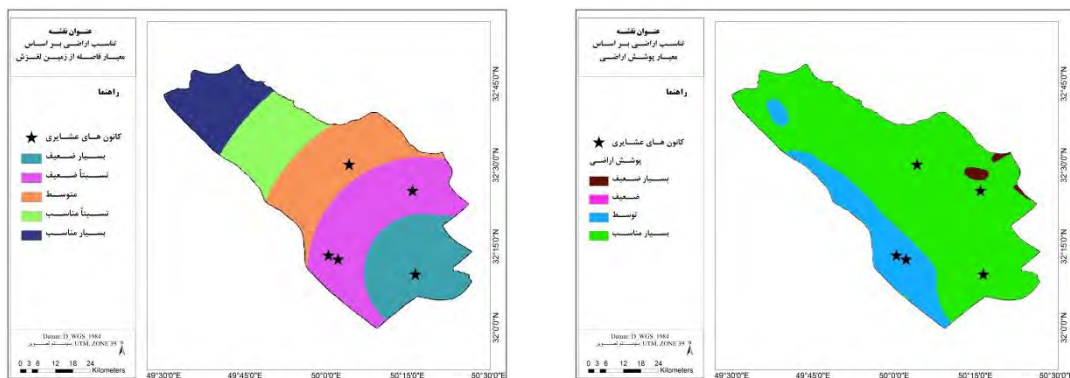 عنوان نقشه
تناسب اراضی بر اساس
معیار فاصله از زمین لغزش
راهنما
کانون های عشایری
بسیار ضعیف
نسبتاً ضعیف
متوسط
نسبتاً مناسب
بسیار مناسب
Datum: D_WGS_1984
سیستم تصویر: UTM, ZONE 39
0 3 6 12 18 24
Kilometers
32°45'0"N
32°30'0"N
32°15'0"N
32°0'0"N
49°30'0"E 49°45'0"E 50°0'0"E 50°15'0"E 50°30'0"E
عنوان نقشه
تناسب اراضی بر اساس
معیار پوشش اراضی
راهنما
کانون های عشایری
پوشش اراضی
بسیار ضعیف
ضعیف
توسط
بسیار مناسب
Datum: D_WGS_1984
سیستم تصویر: UTM, ZONE 39
0 3 6 12 18 24
Kilometers
32°45'0"N
32°30'0"N
32°15'0"N
32°0'0"N
49°30'0"E 49°45'0"E 50°0'0"E 50°15'0"E 50°30'0"E